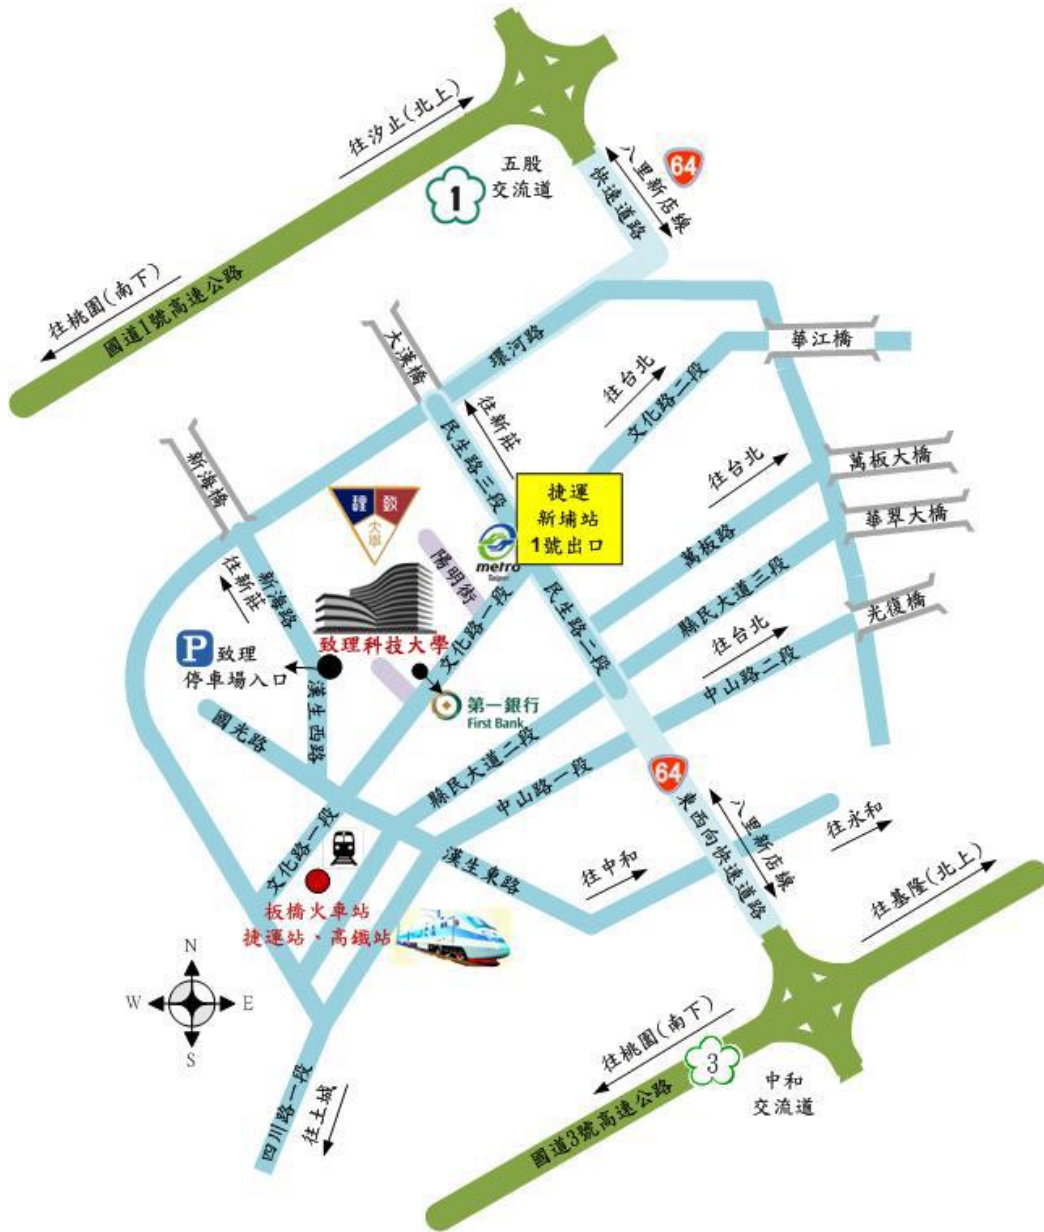 往汐止(北上)
64
八里新店線
快速道路
五股
交流道
1
往桃園(南下)
國道1號高速公路
大漢橋
環河路
華江橋
往台北
文化路二段
往新莊
民生路三段
新海橋
理
致
大學
捷運
新埔站
1號出口
往台北
萬板大橋
萬板路
華翠大橋
陽明街
metro
Taipei
往新莊
新海路
民生路二段
縣民大道三段
往台北
光復橋
文化路一段
致理科技大學
P
致理
停車場入口
中山路二段
漢生西路
第一銀行
First Bank
國光路
縣民大道二段
中山路一段
64
八里新店線
東西向快速道路
文化路一段
漢生東路
往中和
往永和
板橋火車站
捷運站、高鐵站
往基隆(北上)
N
W
E
S
往桃園(南下)
3
中和
交流道
國道3號高速公路
四川路一段
往土城